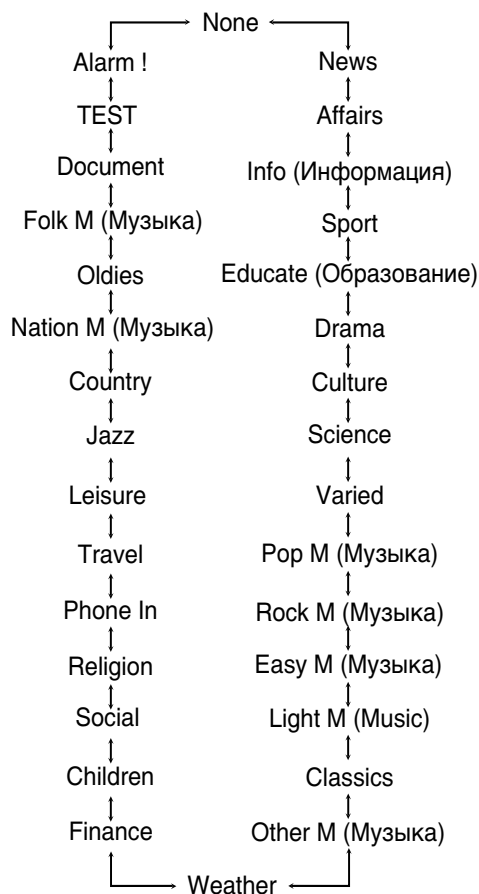 None
Alarm !
News
TEST
Affairs
Document
Info (Информация)
Folk M (Музыка)
Sport
Oldies
Educate (Образование)
Nation M (Музыка)
Drama
Country
Culture
Jazz
Science
Leisure
Varied
Travel
Pop M (Музыка)
Phone In
Rock M (Музыка)
Religion
Easy M (Музыка)
Social
Light M (Music)
Children
Classics
Finance
Other M (Музыка)
Weather